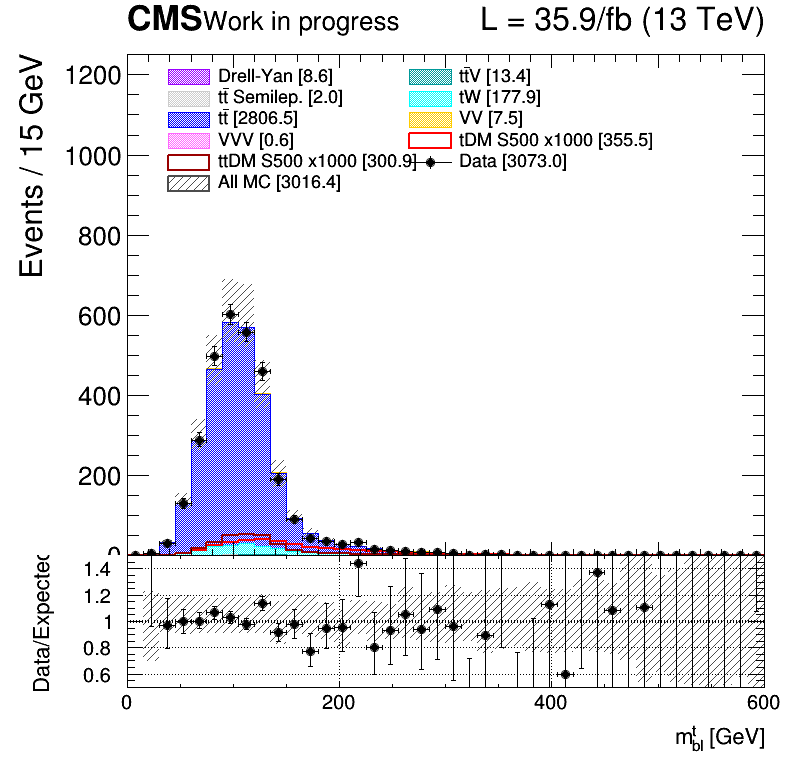 CMS Work in progress L = 35.9/fb (13 TeV)
Events / 15 GeV
1200
1000
800
600
400
200
0
Drell-Yan [8.6] tt̄V [13.4]
tt̄ Semilep. [2.0] tW [177.9]
tt̄ [2806.5] VV [7.5]
VVV [0.6] tDM S500 x1000 [355.5]
ttDM S500 x1000 [300.9] Data [3073.0]
All MC [3016.4]
Data/Expected
1.4
1.2
1
0.8
0.6
0 200 400 600
m^t_bl [GeV]